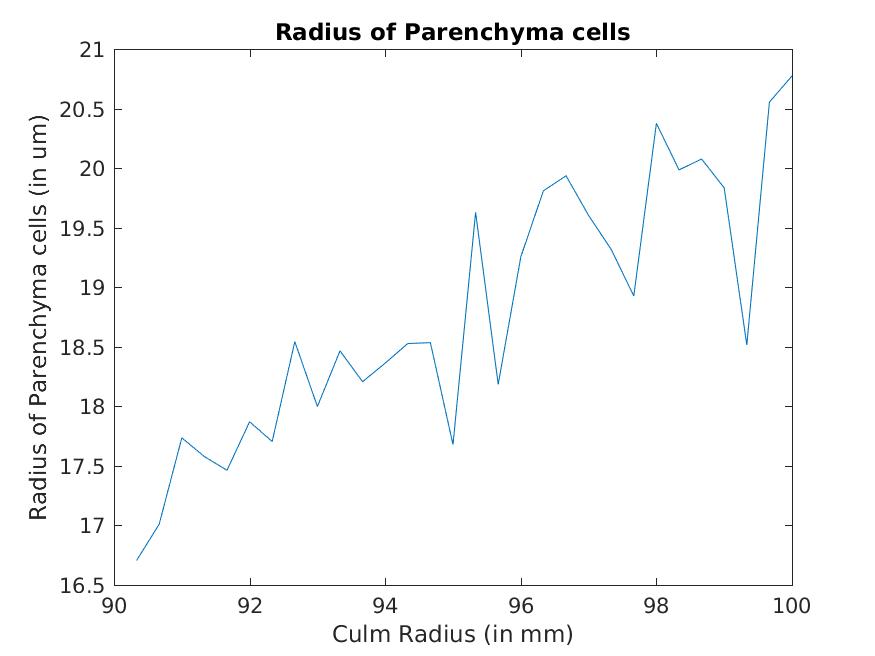 Radius of Parenchyma cells
21
20.5
20
19.5
19
18.5
18
17.5
17
16.5
Radius of Parenchyma cells (in um)
90 92 94 96 98 100
Culm Radius (in mm)